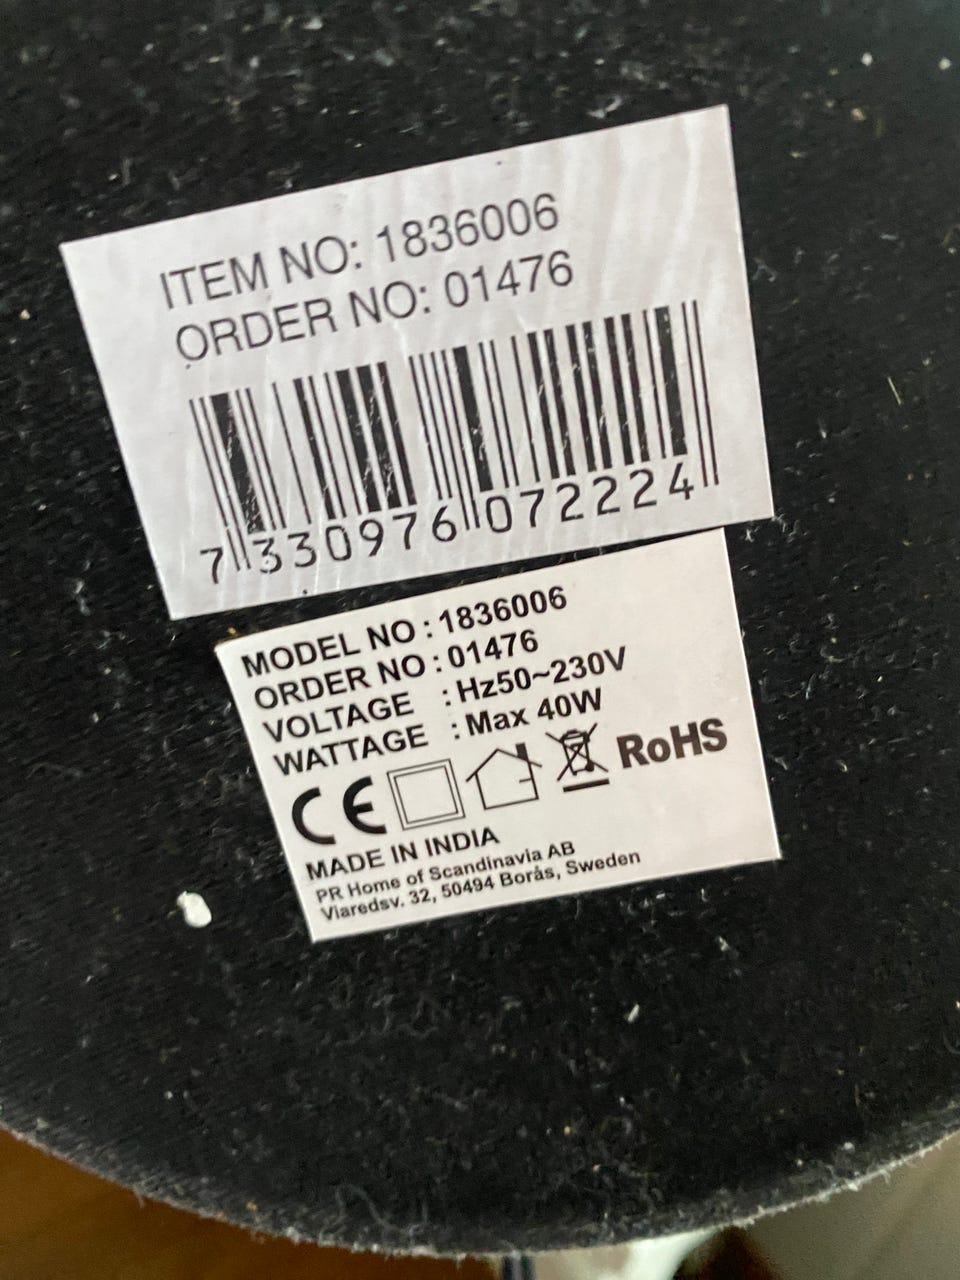 ITEM NO: 1836006
ORDER NO: 01476
7 330976 072224
MODEL NO : 1836006
ORDER NO : 01476
VOLTAGE : Hz50~230V
WATTAGE : Max 40W
CE RoHS
MADE IN INDIA
PR Home of Scandinavia AB
Viaredsv. 32, 50494 Borås, Sweden